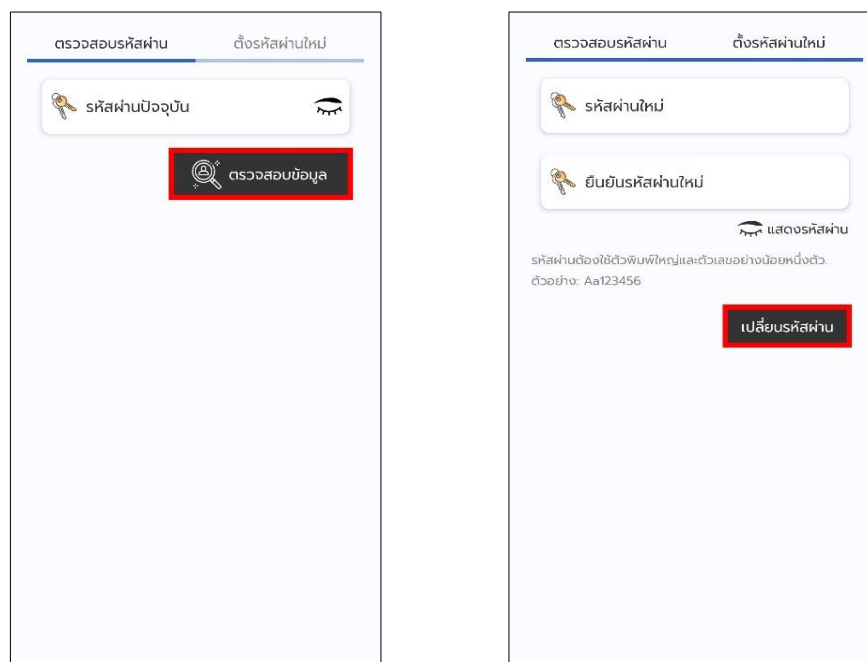 ตรวจสอบรหัสผ่าน ตั้งรหัสผ่านใหม่
รหัสผ่านปัจจุบัน
ตรวจสอบข้อมูล
ตรวจสอบรหัสผ่าน ตั้งรหัสผ่านใหม่
รหัสผ่านใหม่
ยืนยันรหัสผ่านใหม่
แสดงรหัสผ่าน
รหัสผ่านต้องใช้ตัวพิมพ์ใหญ่และตัวเลขอย่างน้อยหนึ่งตัว.
ตัวอย่าง: Aa123456
เปลี่ยนรหัสผ่าน